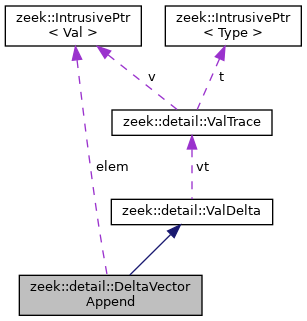 zeek::IntrusivePtr
< Val >
zeek::IntrusivePtr
< Type >
v
t
zeek::detail::ValTrace
elem
vt
zeek::detail::ValDelta
zeek::detail::DeltaVector
Append